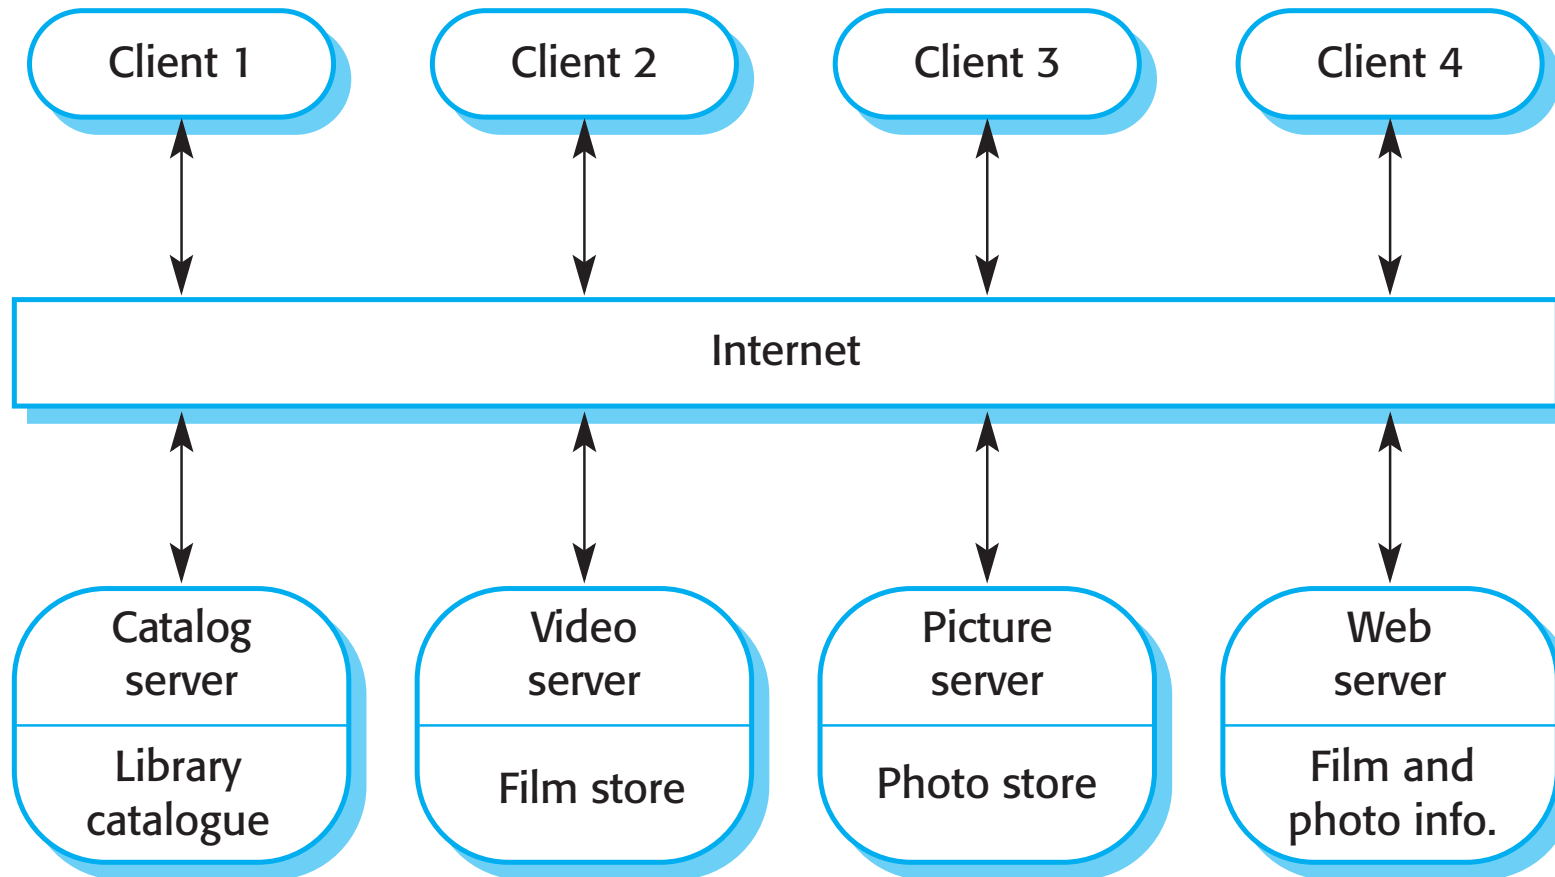 Client 1
Client 2
Client 3
Client 4
Internet
Catalog
server
Library
catalogue
Video
server
Film store
Picture
server
Photo store
Web
server
Film and
photo info.